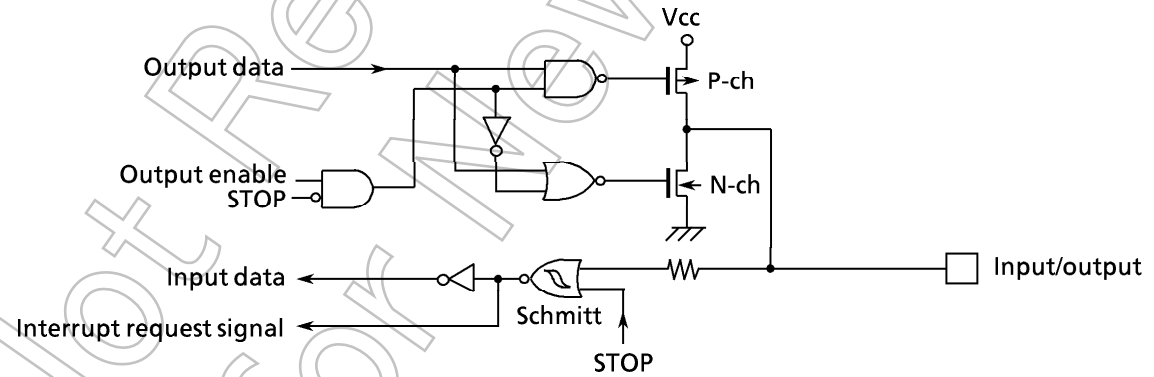 Vcc
Output data
P-ch
Output enable
STOP
N-ch
Input data
Schmitt
Input/output
Interrupt request signal
STOP